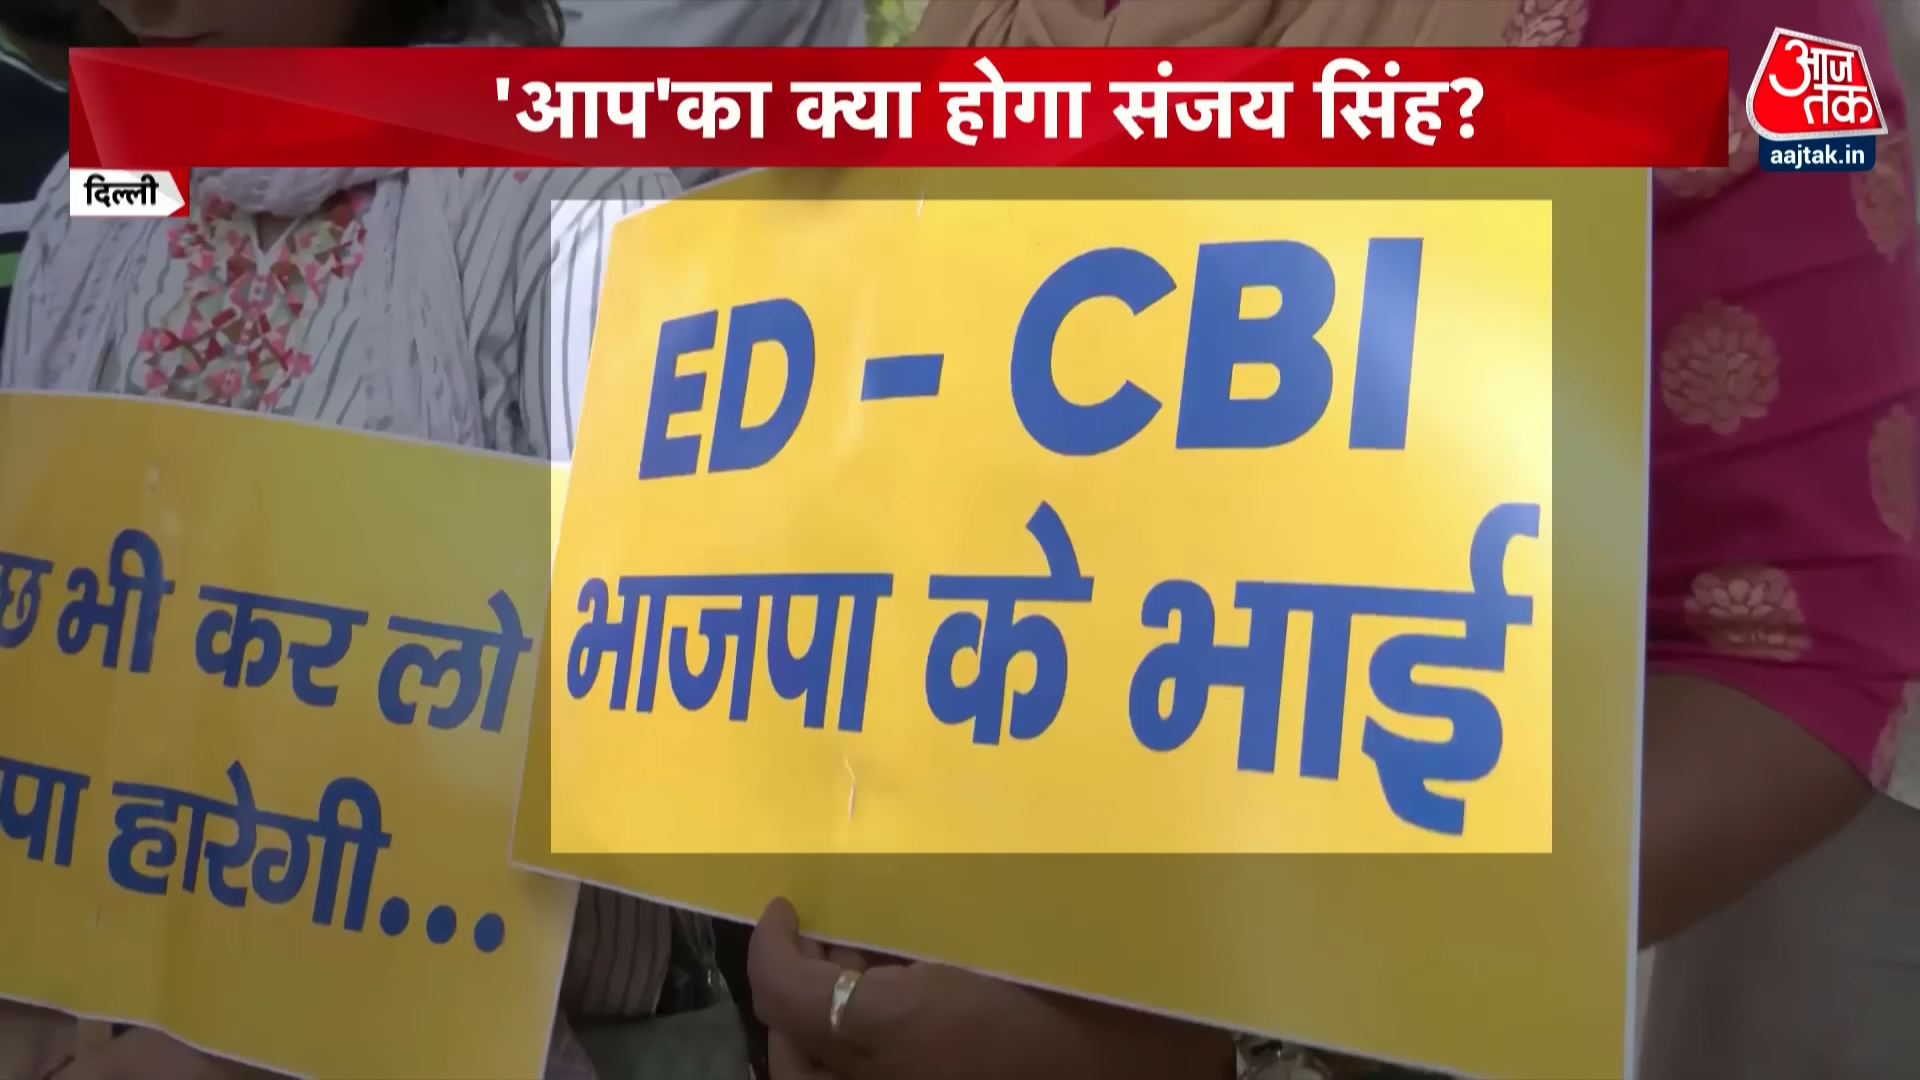 'आप'का क्या होगा संजय सिंह?
आज
तक
aajtak.in
दिल्ली
ED - CBI
भाजपा के भाई
भी कर लो
हारेगी...